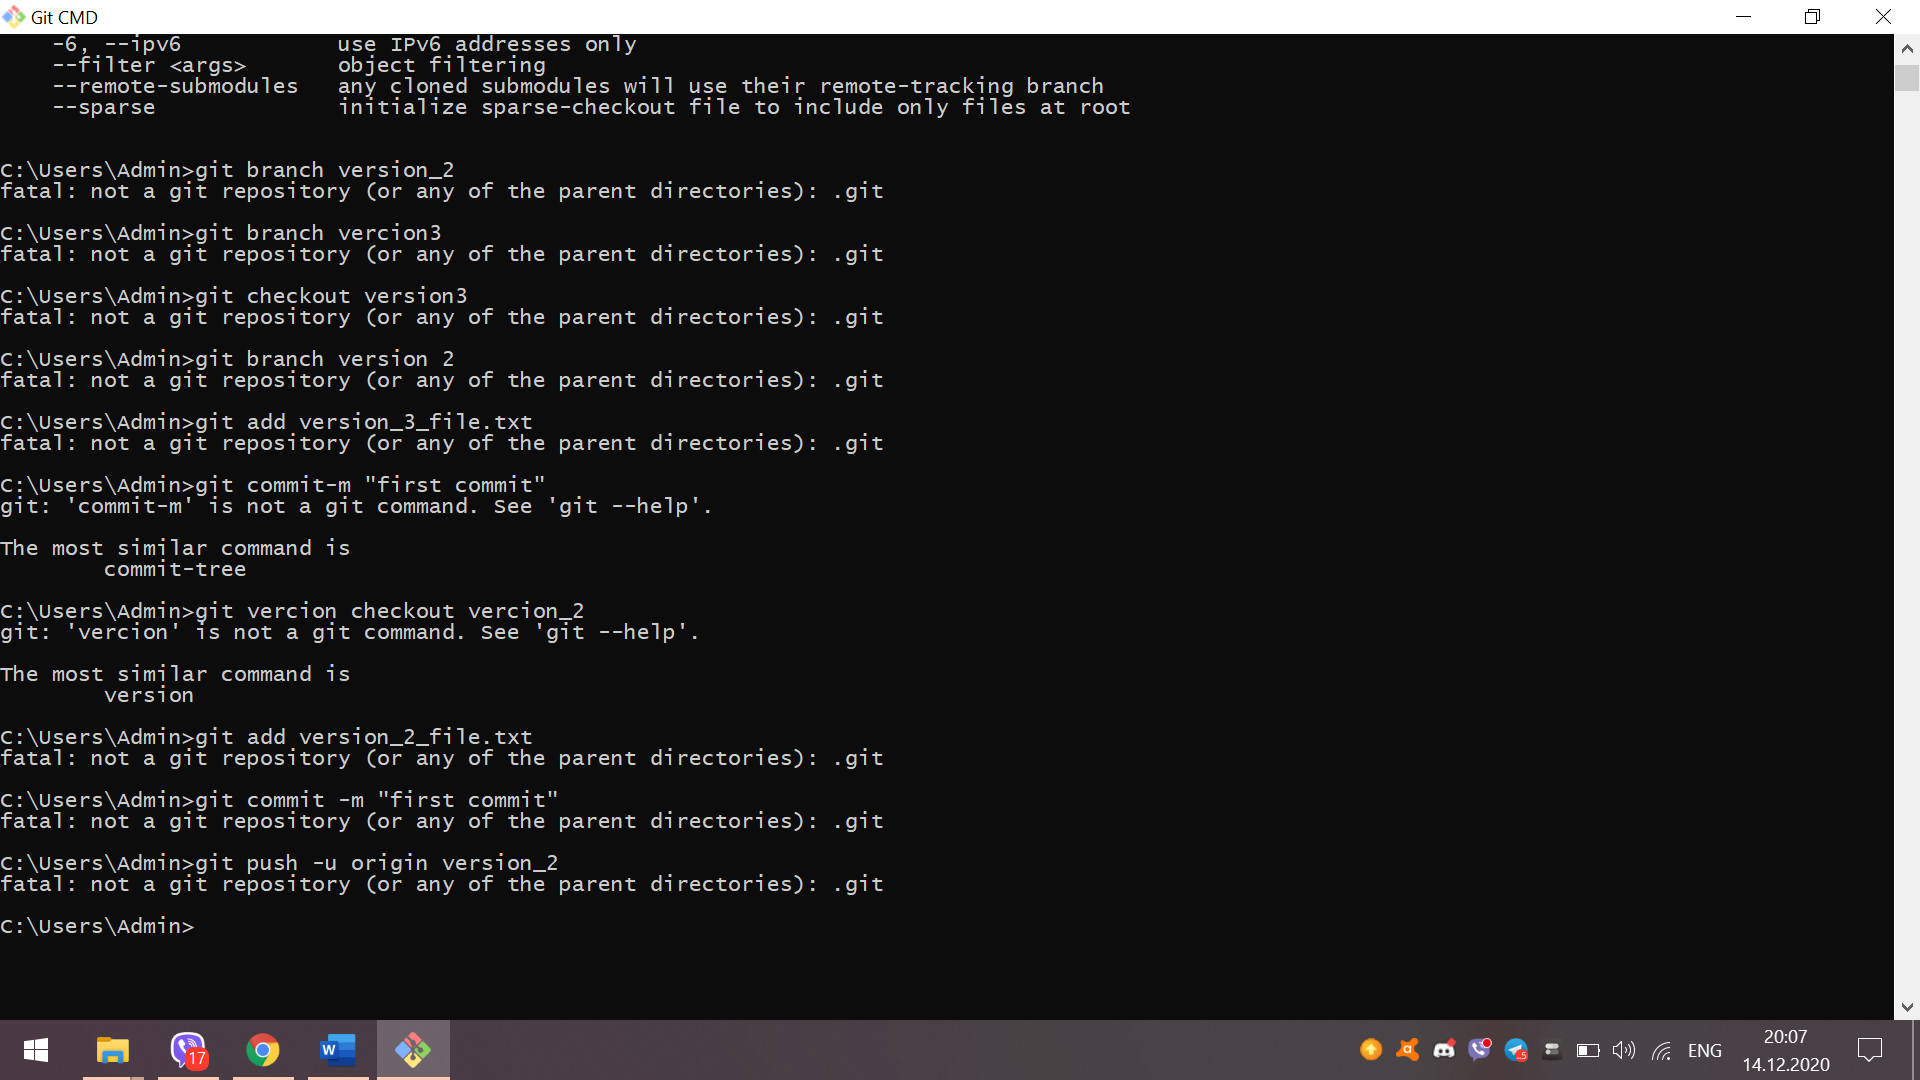 Git CMD
-6, --ipv6 use IPv6 addresses only
--filter <args> object filtering
--remote-submodules any cloned submodules will use their remote-tracking branch
--sparse initialize sparse-checkout file to include only files at root
C:\Users\Admin>git branch version_2
fatal: not a git repository (or any of the parent directories): .git
C:\Users\Admin>git branch vercion3
fatal: not a git repository (or any of the parent directories): .git
C:\Users\Admin>git checkout version3
fatal: not a git repository (or any of the parent directories): .git
C:\Users\Admin>git branch version 2
fatal: not a git repository (or any of the parent directories): .git
C:\Users\Admin>git add version_3_file.txt
fatal: not a git repository (or any of the parent directories): .git
C:\Users\Admin>git commit-m "first commit"
git: 'commit-m' is not a git command. See 'git --help'.
The most similar command is
commit-tree
C:\Users\Admin>git vercion checkout vercion_2
git: 'vercion' is not a git command. See 'git --help'.
The most similar command is
version
C:\Users\Admin>git add version_2_file.txt
fatal: not a git repository (or any of the parent directories): .git
C:\Users\Admin>git commit -m "first commit"
fatal: not a git repository (or any of the parent directories): .git
C:\Users\Admin>git push -u origin version_2
fatal: not a git repository (or any of the parent directories): .git
C:\Users\Admin>
17
W
5
ENG
20:07
14.12.2020